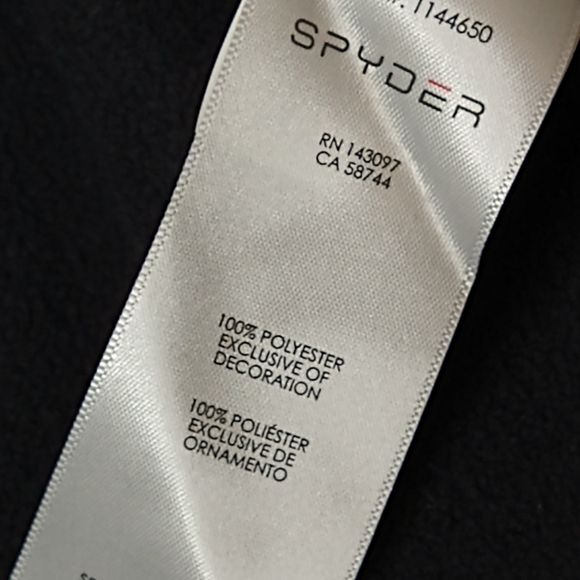 1144650
SPYDER
RN 143097
CA 58744
100% POLYESTER
EXCLUSIVE OF
DECORATION
100% POLIÉSTER
EXCLUSIVE DE
ORNAMENTO